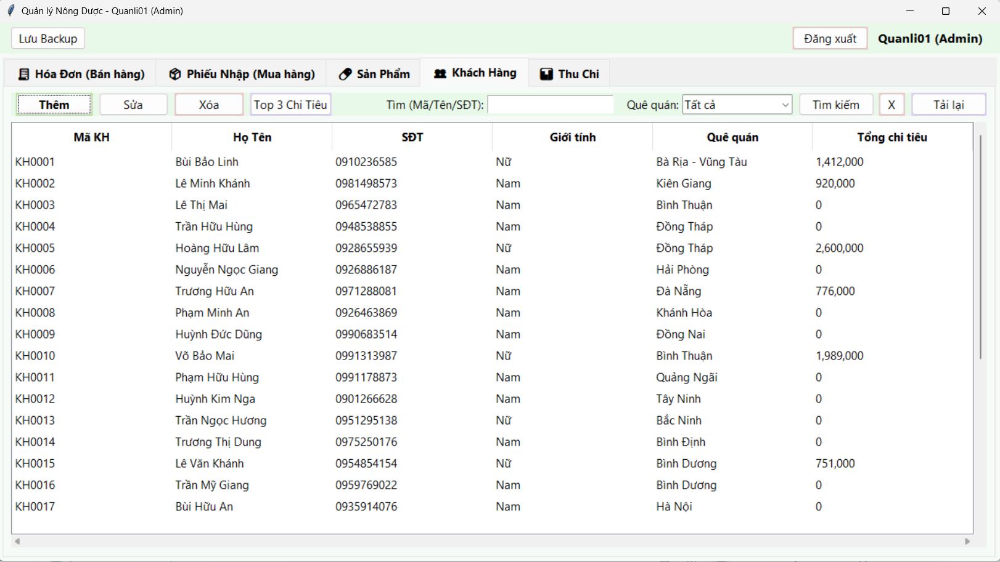 Quản lý Nông Dược - Quanli01 (Admin)
Lưu Backup Đăng xuất Quanli01 (Admin)
Hóa Đơn (Bán hàng) Phiếu Nhập (Mua hàng) Sản Phẩm Khách Hàng Thu Chi
Thêm Sửa Xóa Top 3 Chi Tiêu Tìm (Mã/Tên/SĐT): Quê quán: Tất cả Tìm kiếm X Tải lại
Mã KH Họ Tên SĐT Giới tính Quê quán Tổng chi tiêu
KH0001 Bùi Bảo Linh 0910236585 Nữ Bà Rịa - Vũng Tàu 1,412,000
KH0002 Lê Minh Khánh 0981498573 Nam Kiên Giang 920,000
KH0003 Lê Thị Mai 0965472783 Nam Bình Thuận 0
KH0004 Trần Hữu Hùng 0948538855 Nam Đồng Tháp 0
KH0005 Hoàng Hữu Lâm 0928655939 Nữ Đồng Tháp 2,600,000
KH0006 Nguyễn Ngọc Giang 0926886187 Nam Hải Phòng 0
KH0007 Trương Hữu An 0971288081 Nam Đà Nẵng 776,000
KH0008 Phạm Minh An 0926463869 Nam Khánh Hòa 0
KH0009 Huỳnh Đức Dũng 0990683514 Nam Đồng Nai 0
KH0010 Võ Bảo Mai 0991313987 Nữ Bình Thuận 1,989,000
KH0011 Phạm Hữu Hùng 0991178873 Nam Quảng Ngãi 0
KH0012 Huỳnh Kim Nga 0901266628 Nam Tây Ninh 0
KH0013 Trần Ngọc Hương 0951295138 Nữ Bắc Ninh 0
KH0014 Trương Thị Dung 0975250176 Nam Bình Định 0
KH0015 Lê Văn Khánh 0954854154 Nữ Bình Dương 751,000
KH0016 Trần Mỹ Giang 0959769022 Nam Bình Dương 0
KH0017 Bùi Hữu An 0935914076 Nam Hà Nội 0